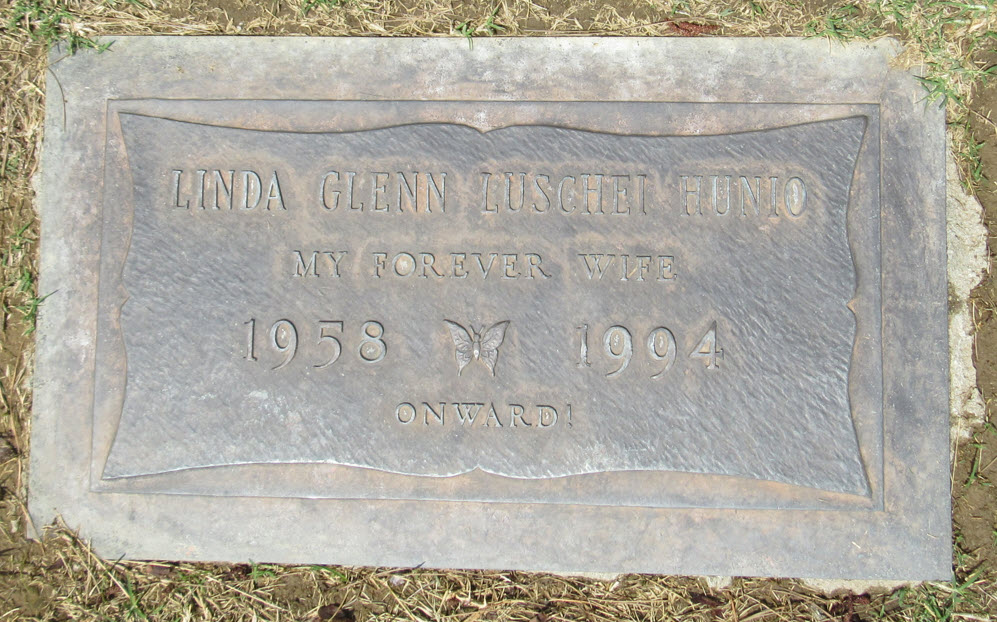 LINDA GLENN LUSCHEI HUNIO
MY FOREVER WIFE
1958 1994
ONWARD!